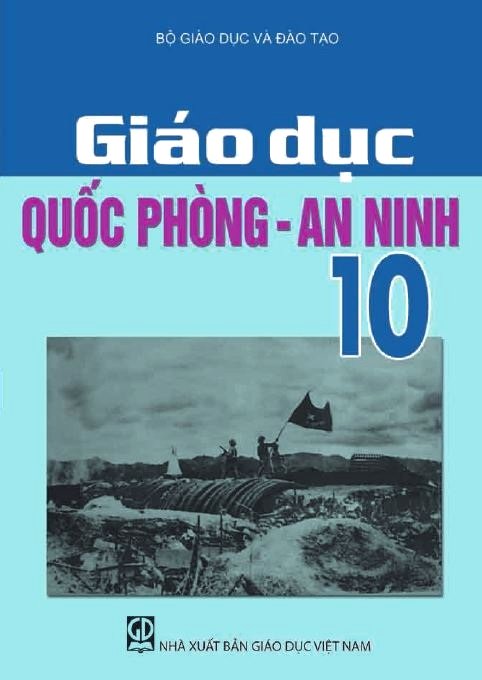 BỘ GIÁO DỤC VÀ ĐÀO TẠO
Giáo dục
QUỐC PHÒNG - AN NINH
10
GD
NHÀ XUẤT BẢN GIÁO DỤC VIỆT NAM